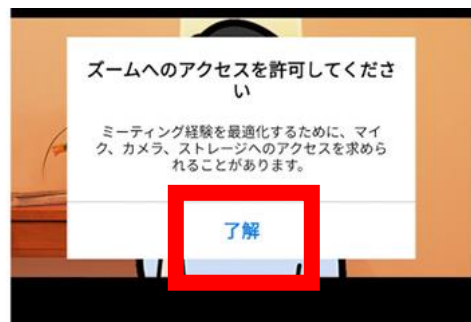 ズームへのアクセスを許可してくださ
い
ミーティング経験を最適化するために、マイ
ク、カメラ、ストレージへのアクセスを求めら
れることがあります。
了解